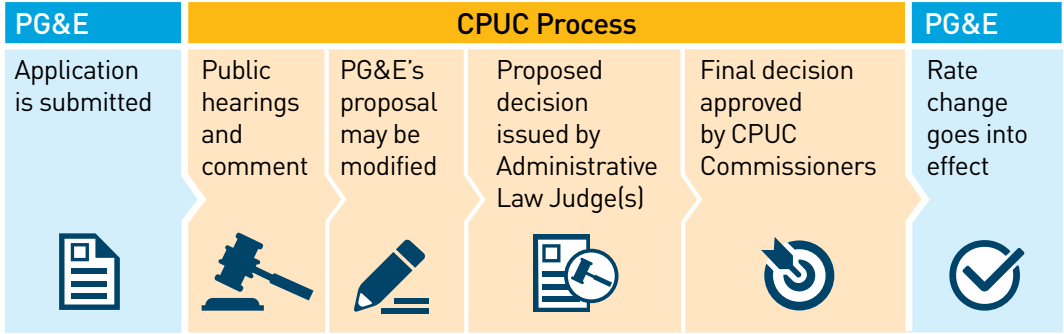 PG&E
CPUC Process
PG&E
Application
is submitted
Public
hearings
and
comment
PG&E's
proposal
may be
modified
Proposed
decision
issued by
Administrative
Law Judge(s)
Final decision
approved
by CPUC
Commissioners
Rate
change
goes into
effect